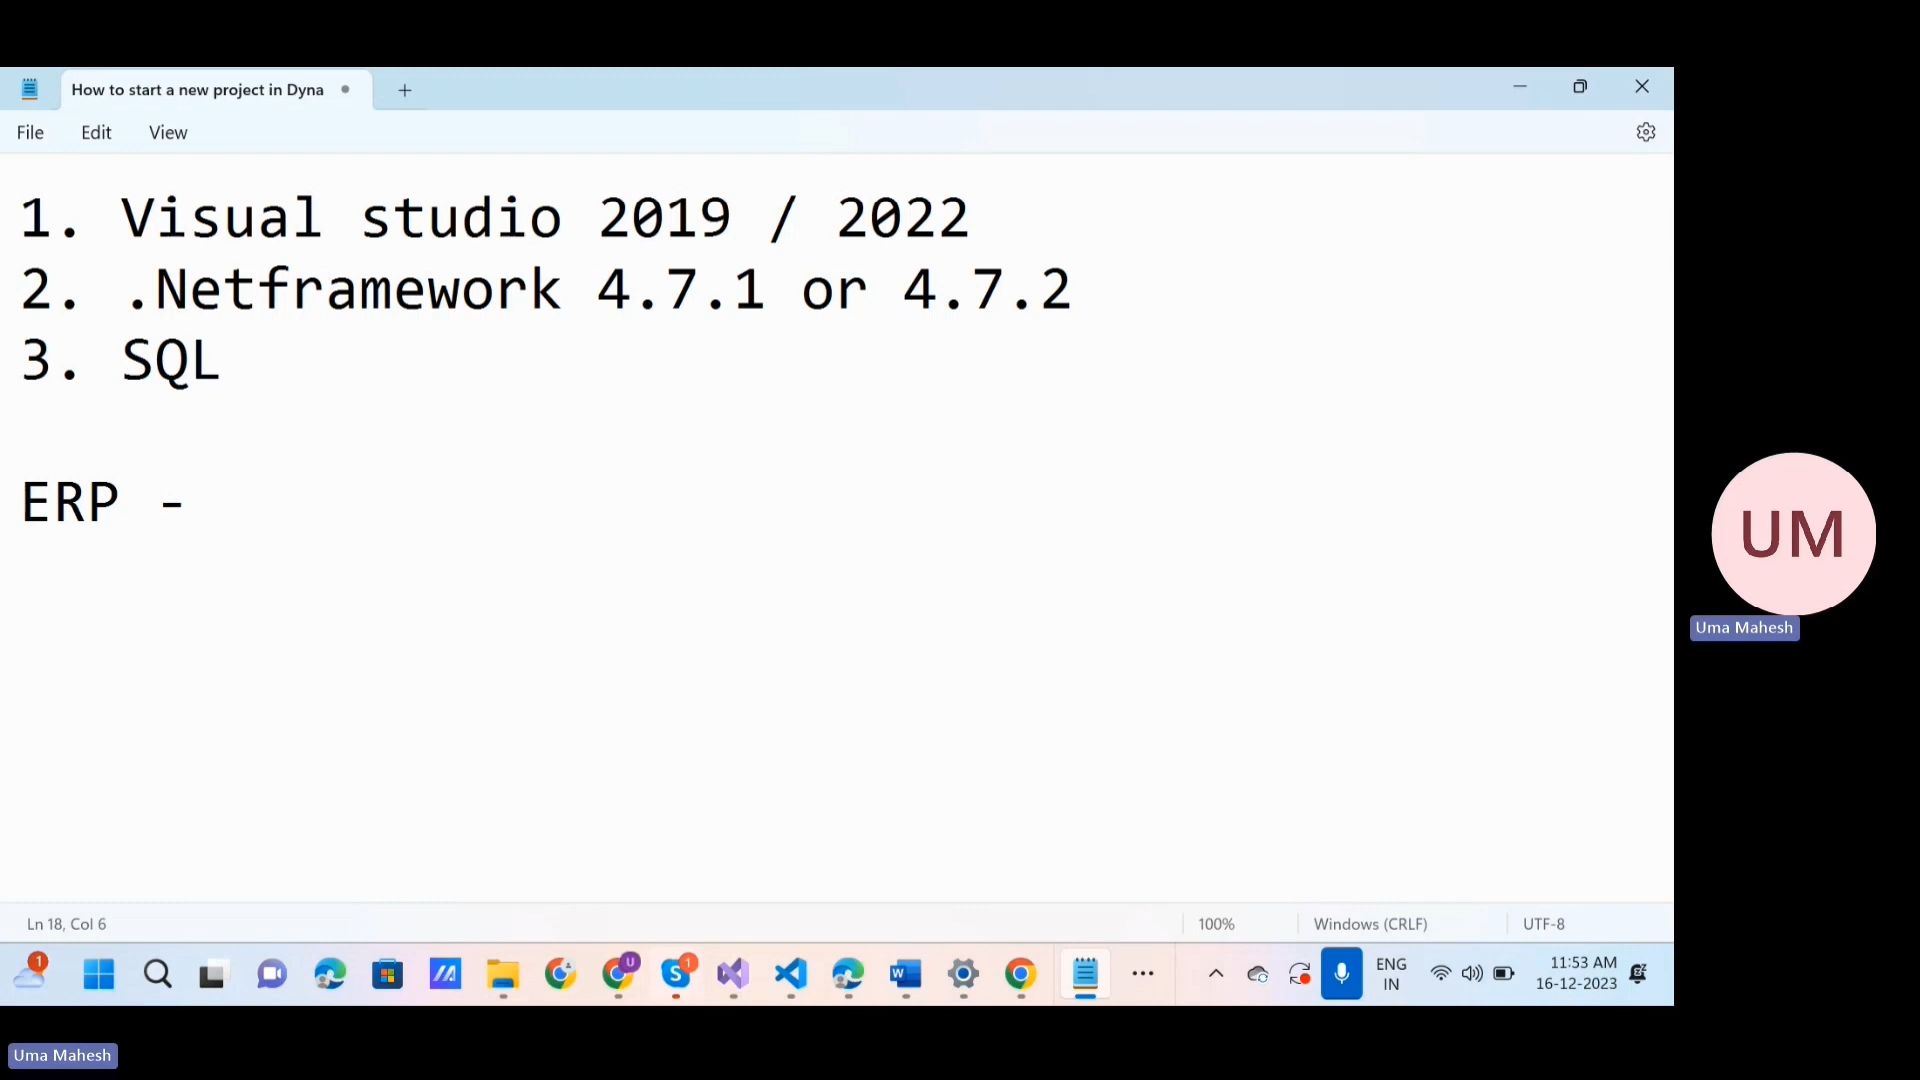 How to start a new project in Dyna
File Edit View
1. Visual studio 2019 / 2022
2. .Netframework 4.7.1 or 4.7.2
3. SQL
ERP -
UM
Uma Mahesh
Ln 18, Col 6 100% Windows (CRLF) UTF-8
1 U S 1 W ENG IN 11:53 AM 16-12-2023
Uma Mahesh